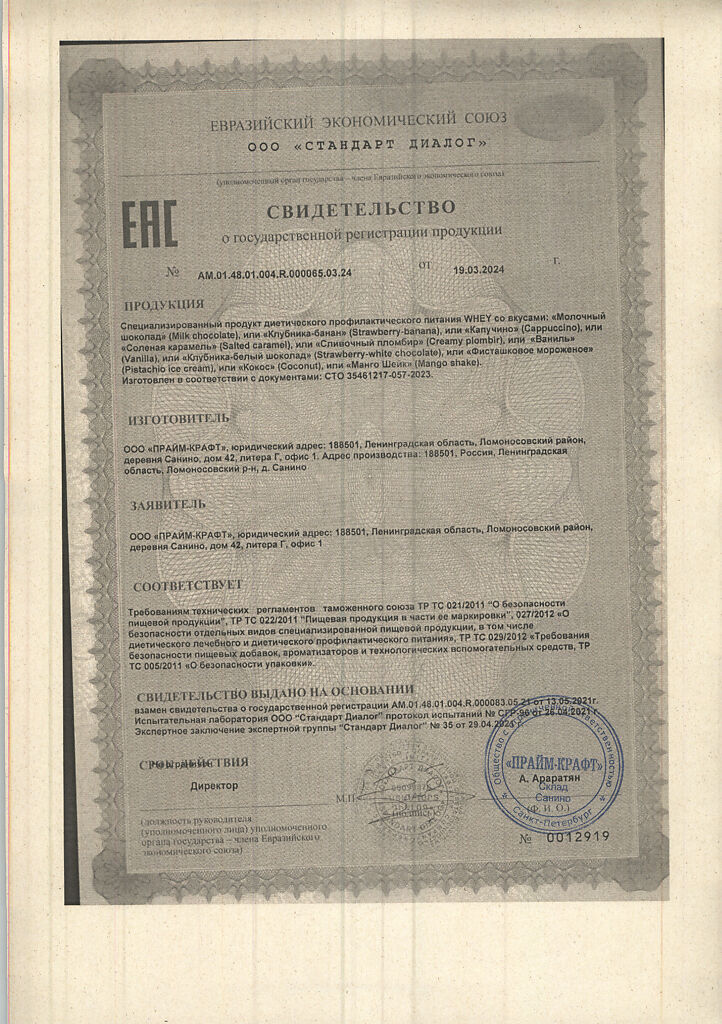 ЕВРАЗИЙСКИЙ ЭКОНОМИЧЕСКИЙ СОЮЗ
ООО «СТАНДАРТ ДИАЛОГ»
(уполномоченный орган государства – члена Евразийского экономического союза)
ЕАС
СВИДЕТЕЛЬСТВО
о государственной регистрации продукции
№ AM.01.48.01.004.R.000065.03.24 от 19.03.2024 г.
ПРОДУКЦИЯ
Специализированный продукт диетического профилактического питания WHEY со вкусами: «Молочный
шоколад» (Milk chocolate), или «Клубника-банан» (Strawberry-banana), или «Капучино» (Cappuccino), или
«Соленая карамель» (Salted caramel), или «Сливочный пломбир» (Creamy plombir), или «Ваниль»
(Vanilla), или «Клубника-белый шоколад» (Strawberry-white chocolate), или «Фисташковое мороженое»
(Pistachio ice cream), или «Кокос» (Coconut), или «Манго Шейк» (Mango shake).
Изготовлен в соответствии с документами: СТО 35461217-057-2023.
ИЗГОТОВИТЕЛЬ
ООО «ПРАЙМ-КРАФТ», юридический адрес: 188501, Ленинградская область, Ломоносовский район,
деревня Санино, дом 42, литера Г, офис 1. Адрес производства: 188501, Россия, Ленинградская
область, Ломоносовский р-н, д. Санино
ЗАЯВИТЕЛЬ
ООО «ПРАЙМ-КРАФТ», юридический адрес: 188501, Ленинградская область, Ломоносовский район,
деревня Санино, дом 42, литера Г, офис 1
СООТВЕТСТВУЕТ
Требованиям технических регламентов таможенного союза ТР ТС 021/2011 "О безопасности
пищевой продукции", ТР ТС 022/2011 "Пищевая продукция в части ее маркировки", 027/2012 «О
безопасности отдельных видов специализированной пищевой продукции, в том числе
диетического лечебного и диетического профилактического питания», ТР ТС 029/2012 «Требования
безопасности пищевых добавок, ароматизаторов и технологических вспомогательных средств, ТР
ТС 005/2011 «О безопасности упаковки».
СВИДЕТЕЛЬСТВО ВЫДАНО НА ОСНОВАНИИ
взамен свидетельства о государственной регистрации AM.01.48.01.004.R.000083.05.21 от 13.05.2021г.
Испытательная лаборатория ООО "Стандарт Диалог" протокол испытаний № СГР-96 от 26.04.2021 г.
Экспертное заключение экспертной группы "Стандарт Диалог" № 35 от 29.04.2021г.
СРОК ДЕЙСТВИЯ
Директор
М.П.
(подпись)
«ПРАЙМ-КРАФТ»
А. Араратян
Склад
Санино
(Ф. И. О.)
Санкт-Петербург
(должность руководителя
(уполномоченного лица) уполномоченного
органа государства – члена Евразийского
экономического союза)
№ 0012919